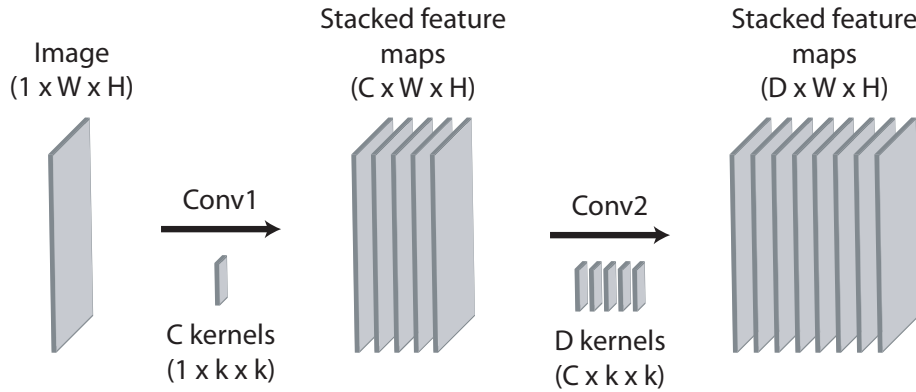 Image
(1 x W x H)
Conv1
C kernels
(1 x k x k)
Stacked feature
maps
(C x W x H)
Conv2
D kernels
(C x k x k)
Stacked feature
maps
(D x W x H)